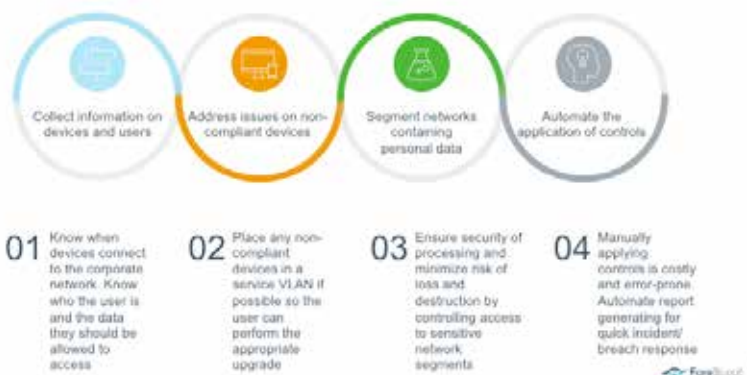 Collect information on
devices and users
Address issues on non-
compliant devices
Segment networks
containing
personal data
Automate the
application of controls
01
Know when
devices connect
to the corporate
network. Know
who the user is
and the data
they should be
allowed to
access
02
Place any non-
compliant
devices in a
service VLAN if
possible so the
user can
perform the
appropriate
upgrade
03
Ensure security of
processing and
minimize risk of
loss and
destruction by
controlling access
to sensitive
network
segments
04
Manually
applying
controls is costly
and error-prone.
Automate report
generating for
quick incident/
breach response